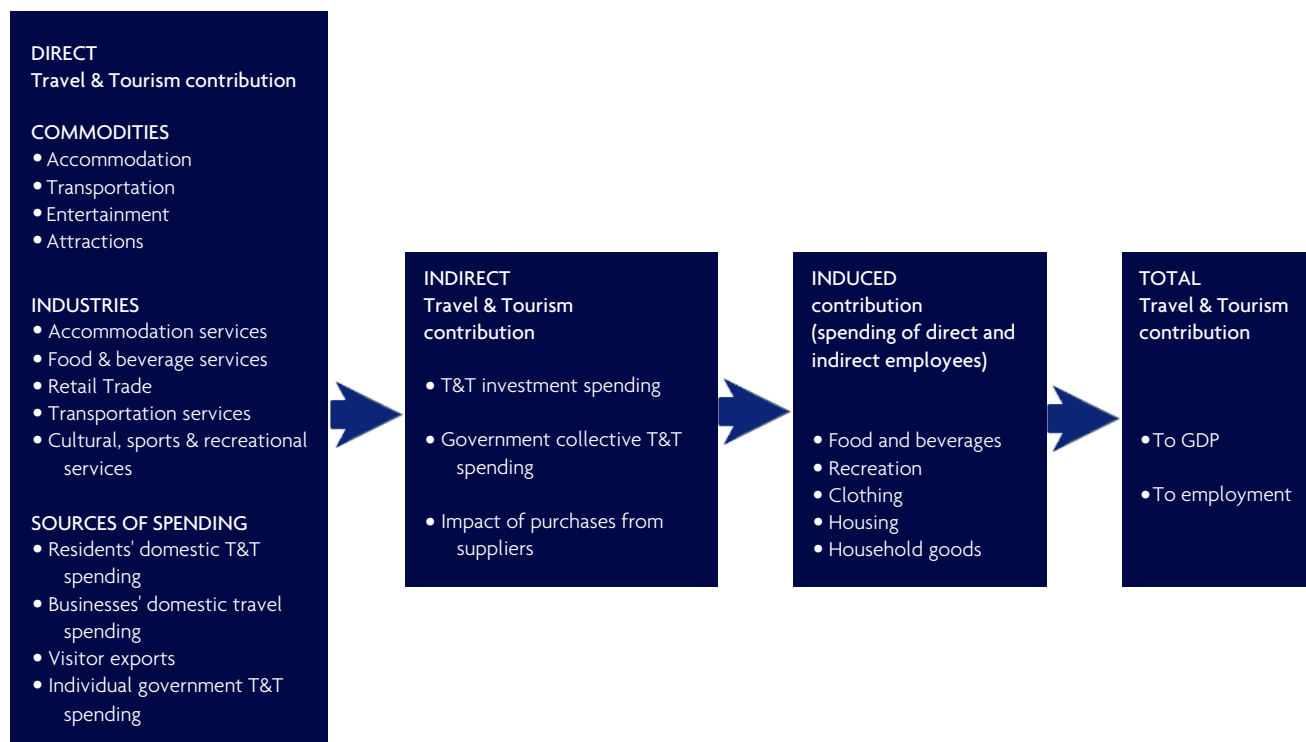 DIRECT
Travel & Tourism contribution
COMMODITIES
• Accommodation
• Transportation
• Entertainment
• Attractions
INDUSTRIES
• Accommodation services
• Food & beverage services
• Retail Trade
• Transportation services
• Cultural, sports & recreational
services
SOURCES OF SPENDING
• Residents' domestic T&T
spending
• Businesses' domestic travel
spending
• Visitor exports
• Individual government T&T
spending
INDIRECT
Travel & Tourism
contribution
• T&T investment spending
• Government collective T&T
spending
• Impact of purchases from
suppliers
INDUCED
contribution
(spending of direct and
indirect employees)
• Food and beverages
• Recreation
• Clothing
• Housing
• Household goods
TOTAL
Travel & Tourism
contribution
• To GDP
• To employment